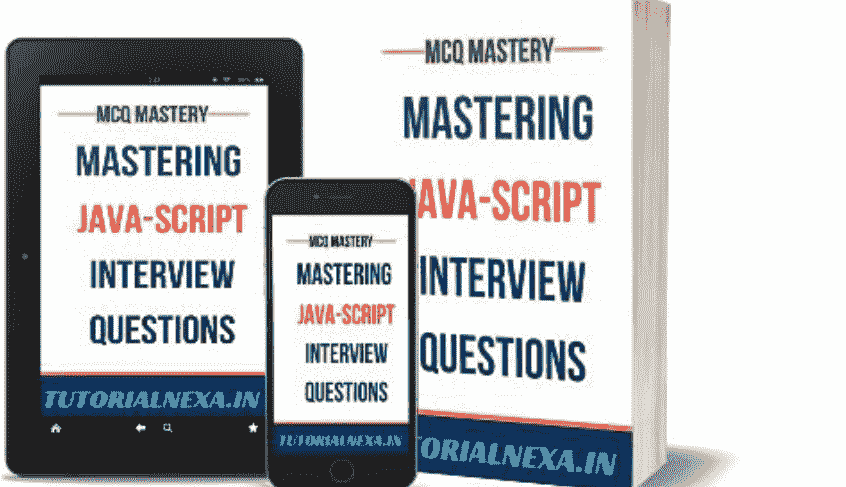 MCQ MASTERY
MASTERING
JAVA-SCRIPT
INTERVIEW
QUESTIONS
TUTORIALNEXA.IN
MCQ MASTERY
MASTERING
JAVA-SCRIPT
INTERVIEW
QUESTIONS
TUTORIALNEXA.IN
MCQ MASTERY
MASTERING
AVA-SCRIPT
INTERVIEW
QUESTIONS
TORIALNEXA.IN